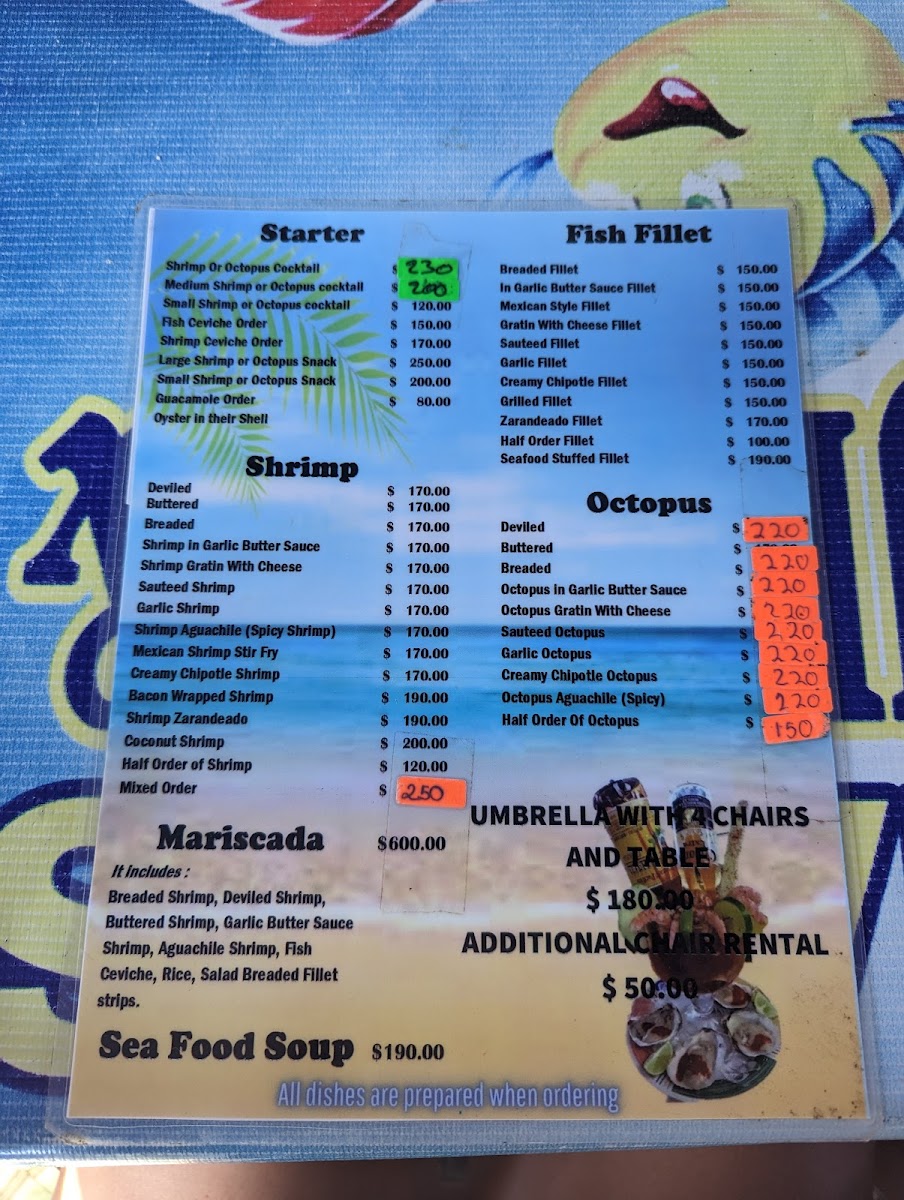 Starter
Shrimp Or Octopus Cocktail $ 230
Medium Shrimp or Octopus cocktail $ 200
Small Shrimp or Octopus cocktail $ 120.00
Fish Ceviche Order $ 150.00
Shrimp Ceviche Order $ 170.00
Large Shrimp or Octopus Snack $ 250.00
Small Shrimp or Octopus Snack $ 200.00
Guacamole Order $ 80.00
Oyster in their Shell
Shrimp
Deviled $ 170.00
Buttered $ 170.00
Breaded $ 170.00
Shrimp in Garlic Butter Sauce $ 170.00
Shrimp Gratin With Cheese $ 170.00
Sauteed Shrimp $ 170.00
Garlic Shrimp $ 170.00
Shrimp Aguachile (Spicy Shrimp) $ 170.00
Mexican Shrimp Stir Fry $ 170.00
Creamy Chipotle Shrimp $ 170.00
Bacon Wrapped Shrimp $ 190.00
Shrimp Zarandeado $ 190.00
Coconut Shrimp $ 200.00
Half Order of Shrimp $ 120.00
Mixed Order $ 250
Mariscada $600.00
It Includes :
Breaded Shrimp, Deviled Shrimp,
Buttered Shrimp, Garlic Butter Sauce
Shrimp, Aguachile Shrimp, Fish
Ceviche, Rice, Salad Breaded Fillet
strips.
Sea Food Soup $190.00
Fish Fillet
Breaded Fillet $ 150.00
In Garlic Butter Sauce Fillet $ 150.00
Mexican Style Fillet $ 150.00
Gratin With Cheese Fillet $ 150.00
Sauteed Fillet $ 150.00
Garlic Fillet $ 150.00
Creamy Chipotle Fillet $ 150.00
Grilled Fillet $ 150.00
Zarandeado Fillet $ 170.00
Half Order Fillet $ 100.00
Seafood Stuffed Fillet $ 190.00
Octopus
Deviled $ 220
Buttered $
Breaded $ 220
Octopus in Garlic Butter Sauce $ 220
Octopus Gratin With Cheese $ 220
Sauteed Octopus $ 220
Garlic Octopus $ 220
Creamy Chipotle Octopus $ 220
Octopus Aguachile (Spicy) $ 220
Half Order Of Octopus $ 150
UMBRELLA WITH 4 CHAIRS
AND TABLE
$ 180.00
ADDITIONAL CHAIR RENTAL
$ 50.00
All dishes are prepared when ordering